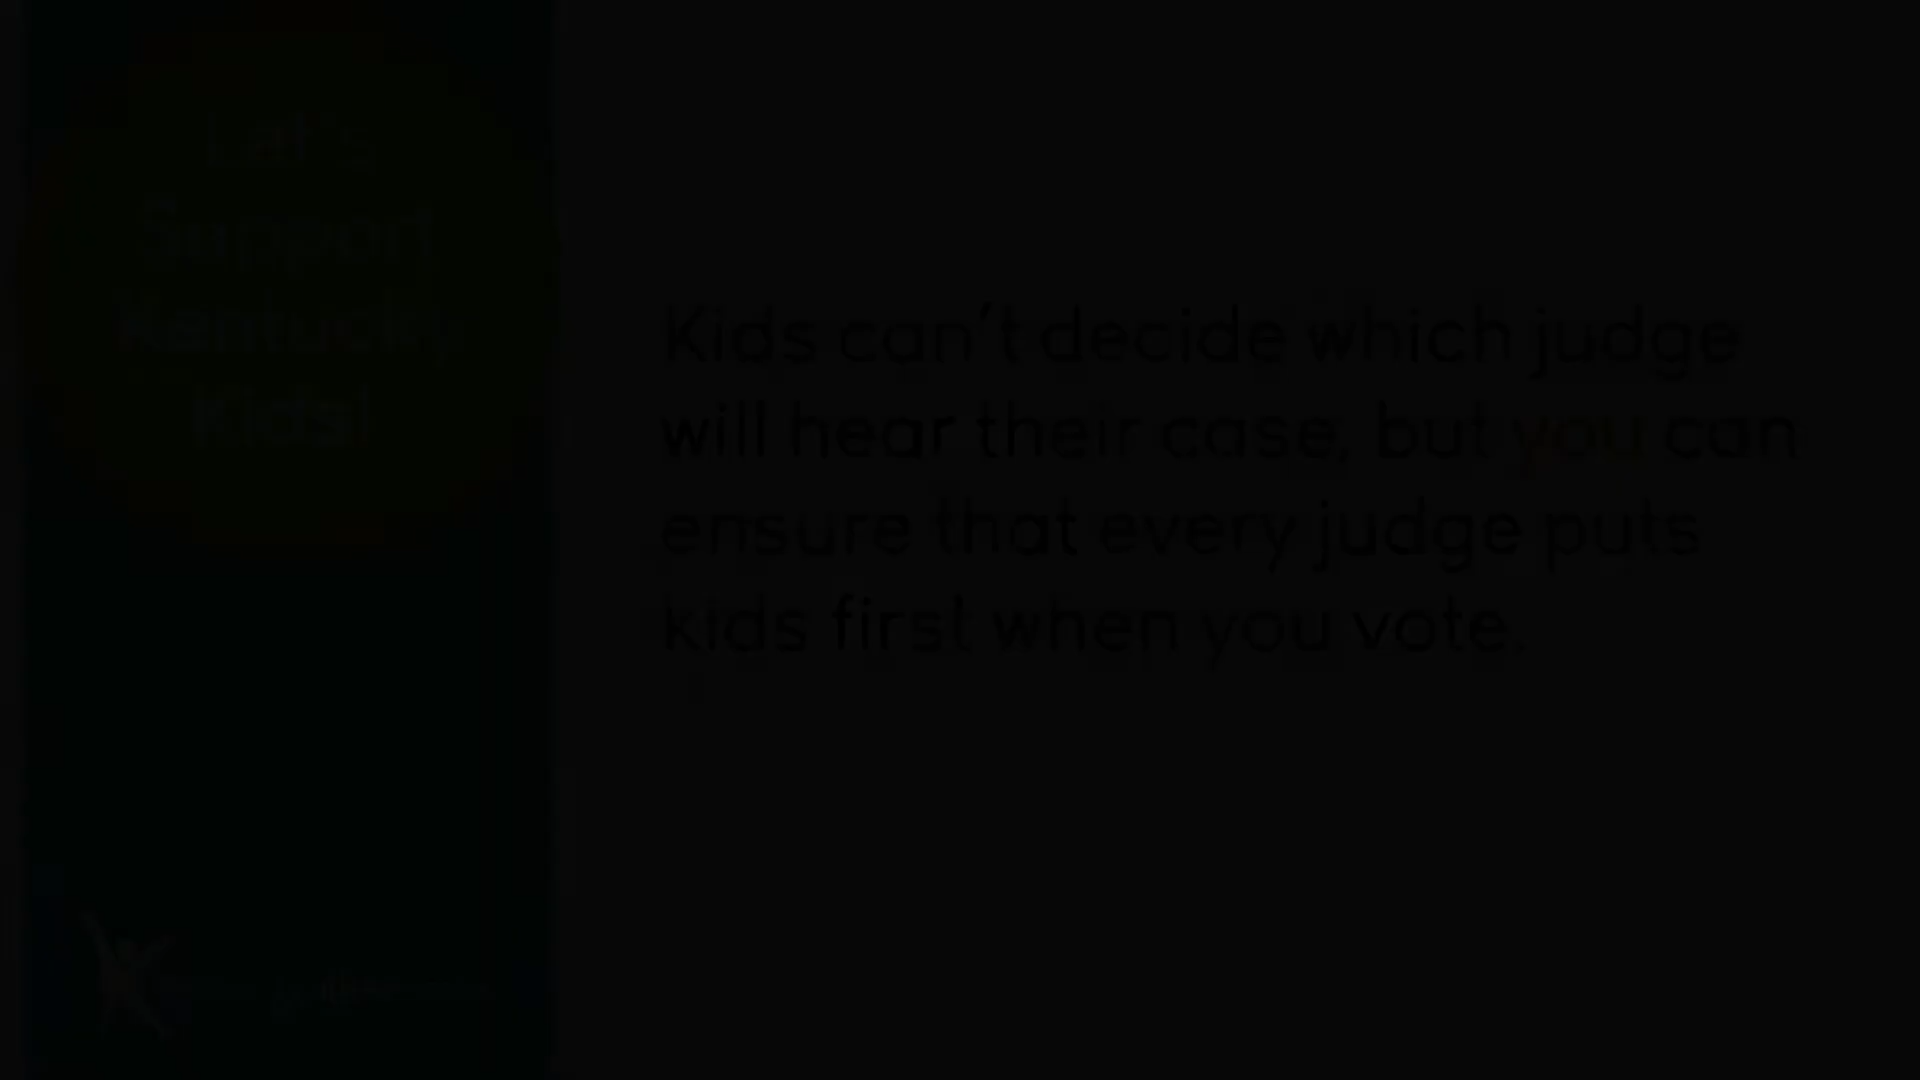 Let's
Support
Kentucky
Kids!
Kids can't decide which judge
will hear their case, but you can
ensure that every judge puts
kids first when you vote.